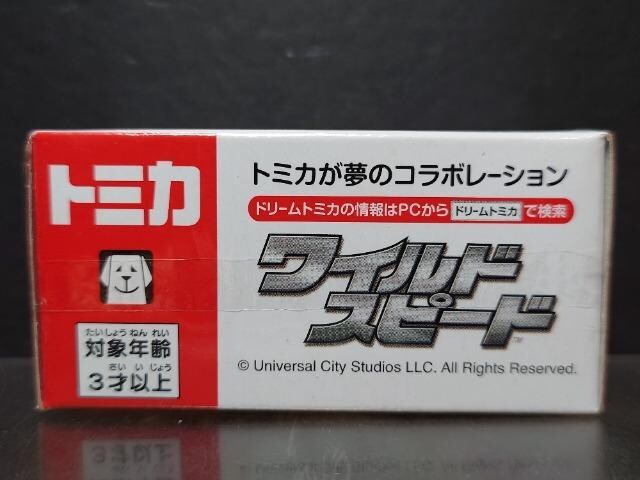 トミカ
たいしょうねんれい
対象年齢
さいいじょう
3才以上
トミカが夢のコラボレーション
ドリームトミカの情報はPCから ドリームトミカ で検索
ワイルド
スピード™
© Universal City Studios LLC. All Rights Reserved.